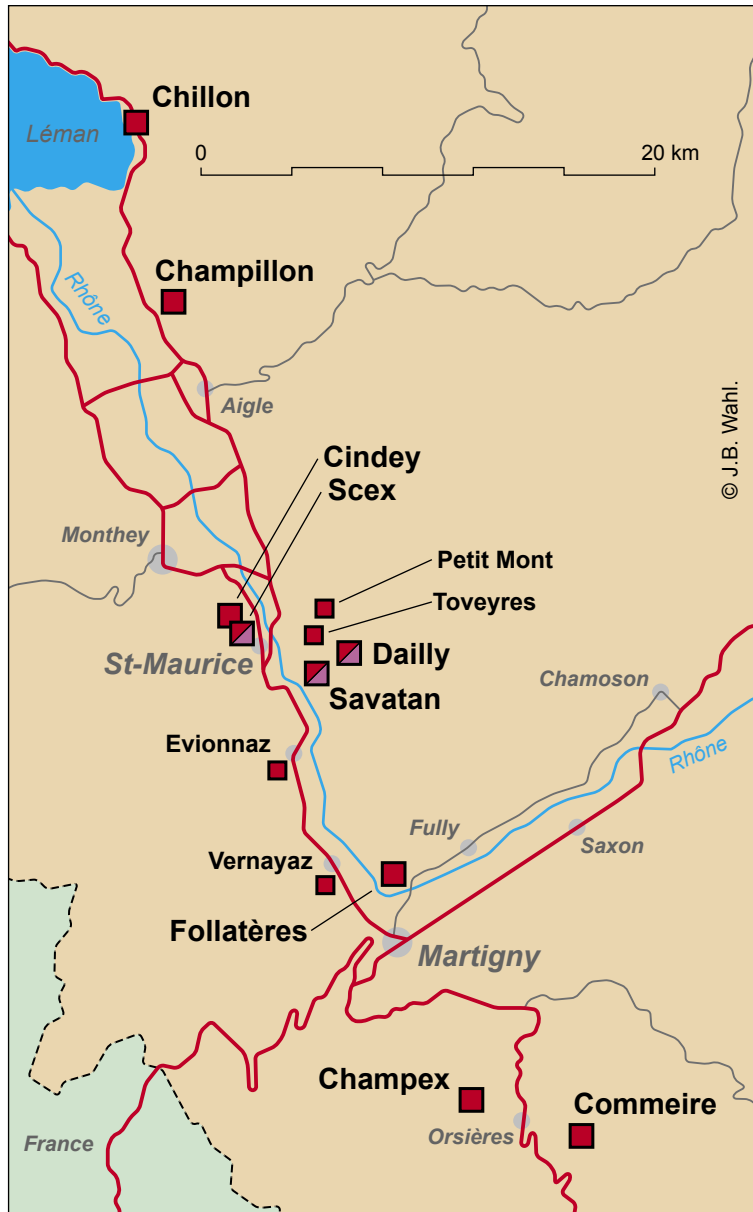 Chillon
Léman
0
20 km
Champillon
Rhône
Aigle
© J.B. Wahl.
Cindey
Scex
Monthey
Petit Mont
Toveyres
St-Maurice
Dailly
Savatan
Chamoson
Evionnaz
Rhône
Fully
Saxon
Vernayaz
Follatères
Martigny
Champex
Commeire
Orsières
France